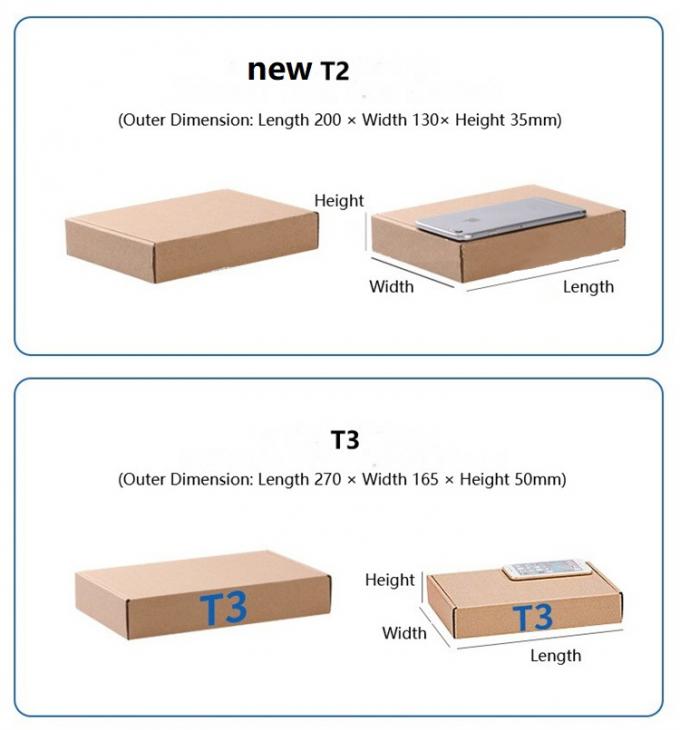 new T2
(Outer Dimension: Length 200 × Width 130× Height 35mm)
Height
Width
Length
T3
(Outer Dimension: Length 270 × Width 165 × Height 50mm)
T3
Height
T3
Width
Length